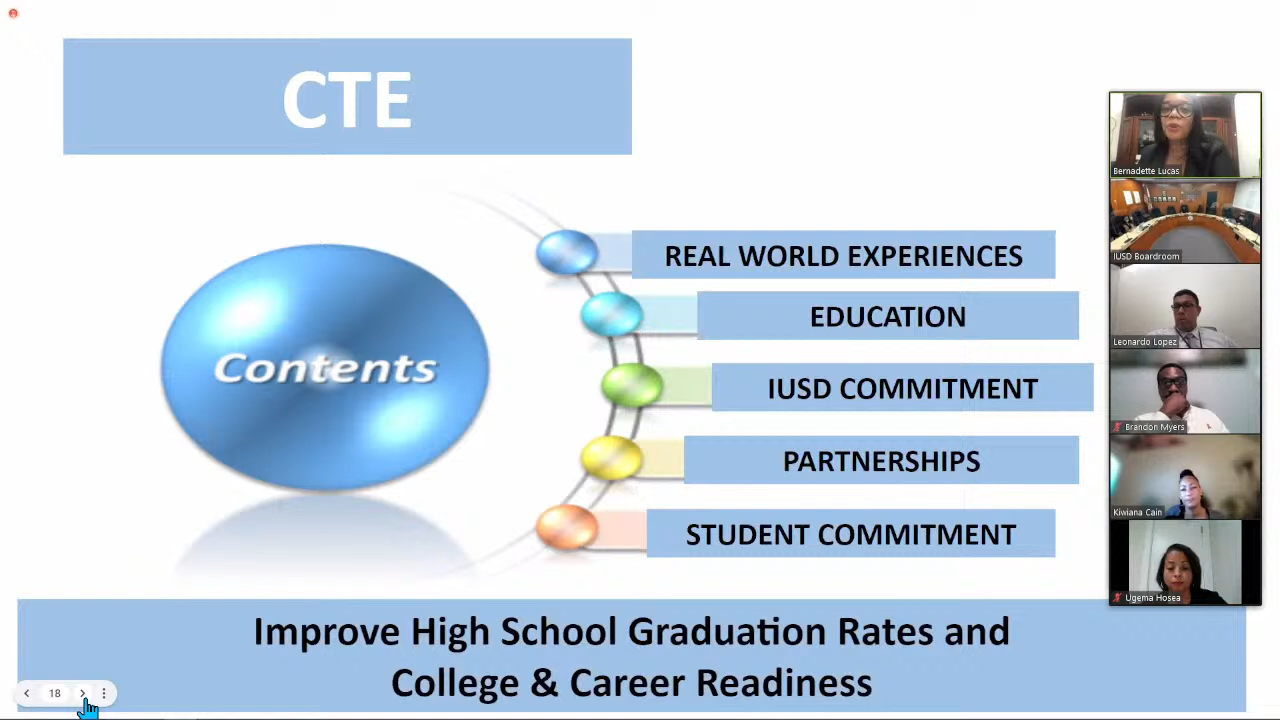 CTE
Contents
REAL WORLD EXPERIENCES
EDUCATION
IUSD COMMITMENT
PARTNERSHIPS
STUDENT COMMITMENT
Improve High School Graduation Rates and
College & Career Readiness
18
Bernadette Lucas
IUSD Boardroom
Leonardo Lopez
Brandon Myers
Kiwiana Cain
Ugema Hosea